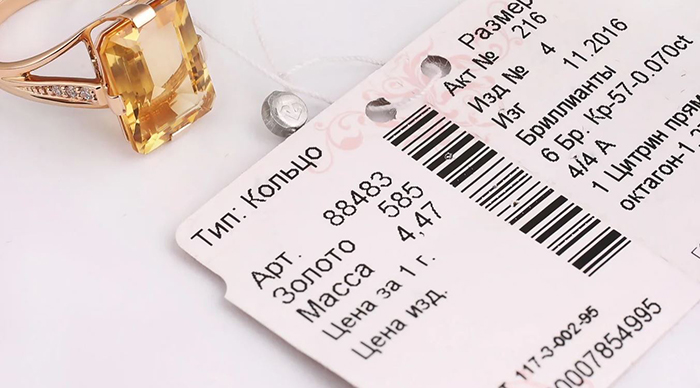 Тип: Кольцо
Арт. 88483
Золото 585
Масса 4,47
Цена за 1 г.
Цена изд.
Размер
Акт № 216
Изд № 4
Изг 11.2016
Бриллианты
6 Бр. Кр-57-0.070ct
4/4 А
1 Цитрин
октагон-1.
117-3-002-95
0007854995